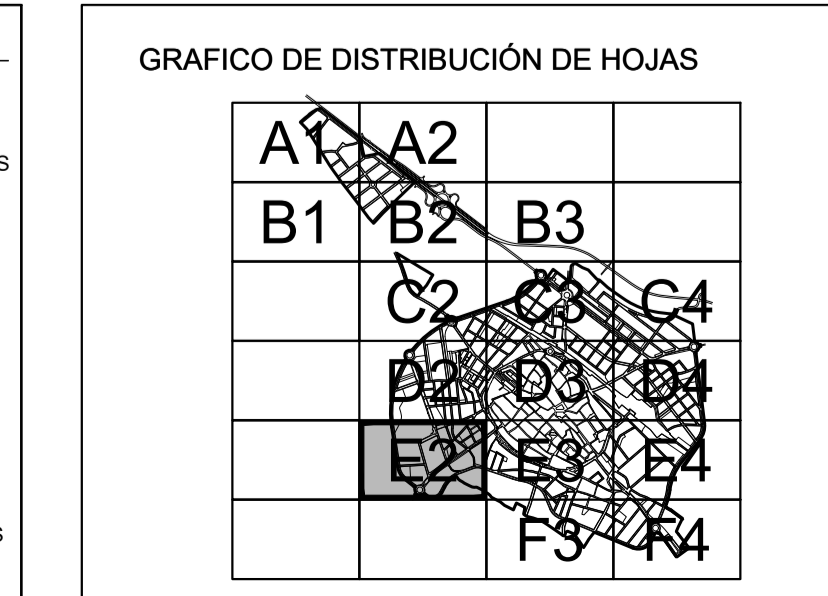 GRAFICO DE DISTRIBUCIÓN DE HOJAS
A1 A2
B1 B2 B3
C2 C3 C4
D2 D3 D4
E2 E3 E4
F3 F4